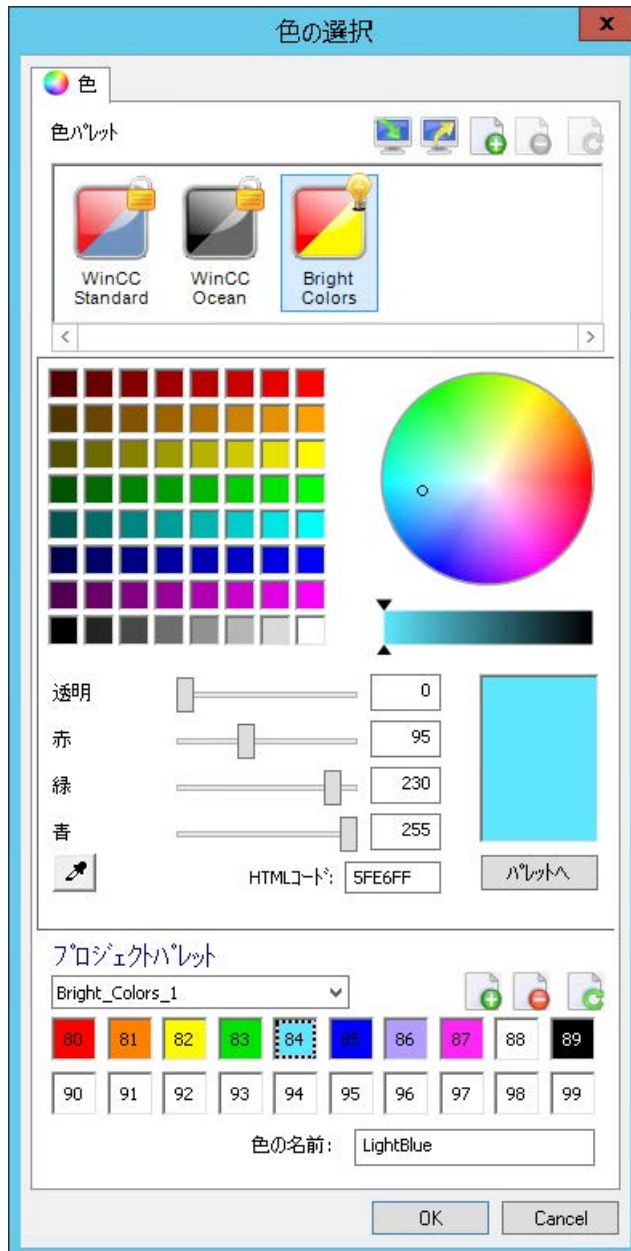 色の選択
色
色パレット
WinCC Standard
WinCC Ocean
Bright Colors
透明 0
赤 95
緑 230
青 255
HTMLコード: 5FE6FF
パレットへ
プロジェクトパレット
Bright_Colors_1
80 81 82 83 84 85 86 87 88 89
90 91 92 93 94 95 96 97 98 99
色の名前: LightBlue
OK Cancel